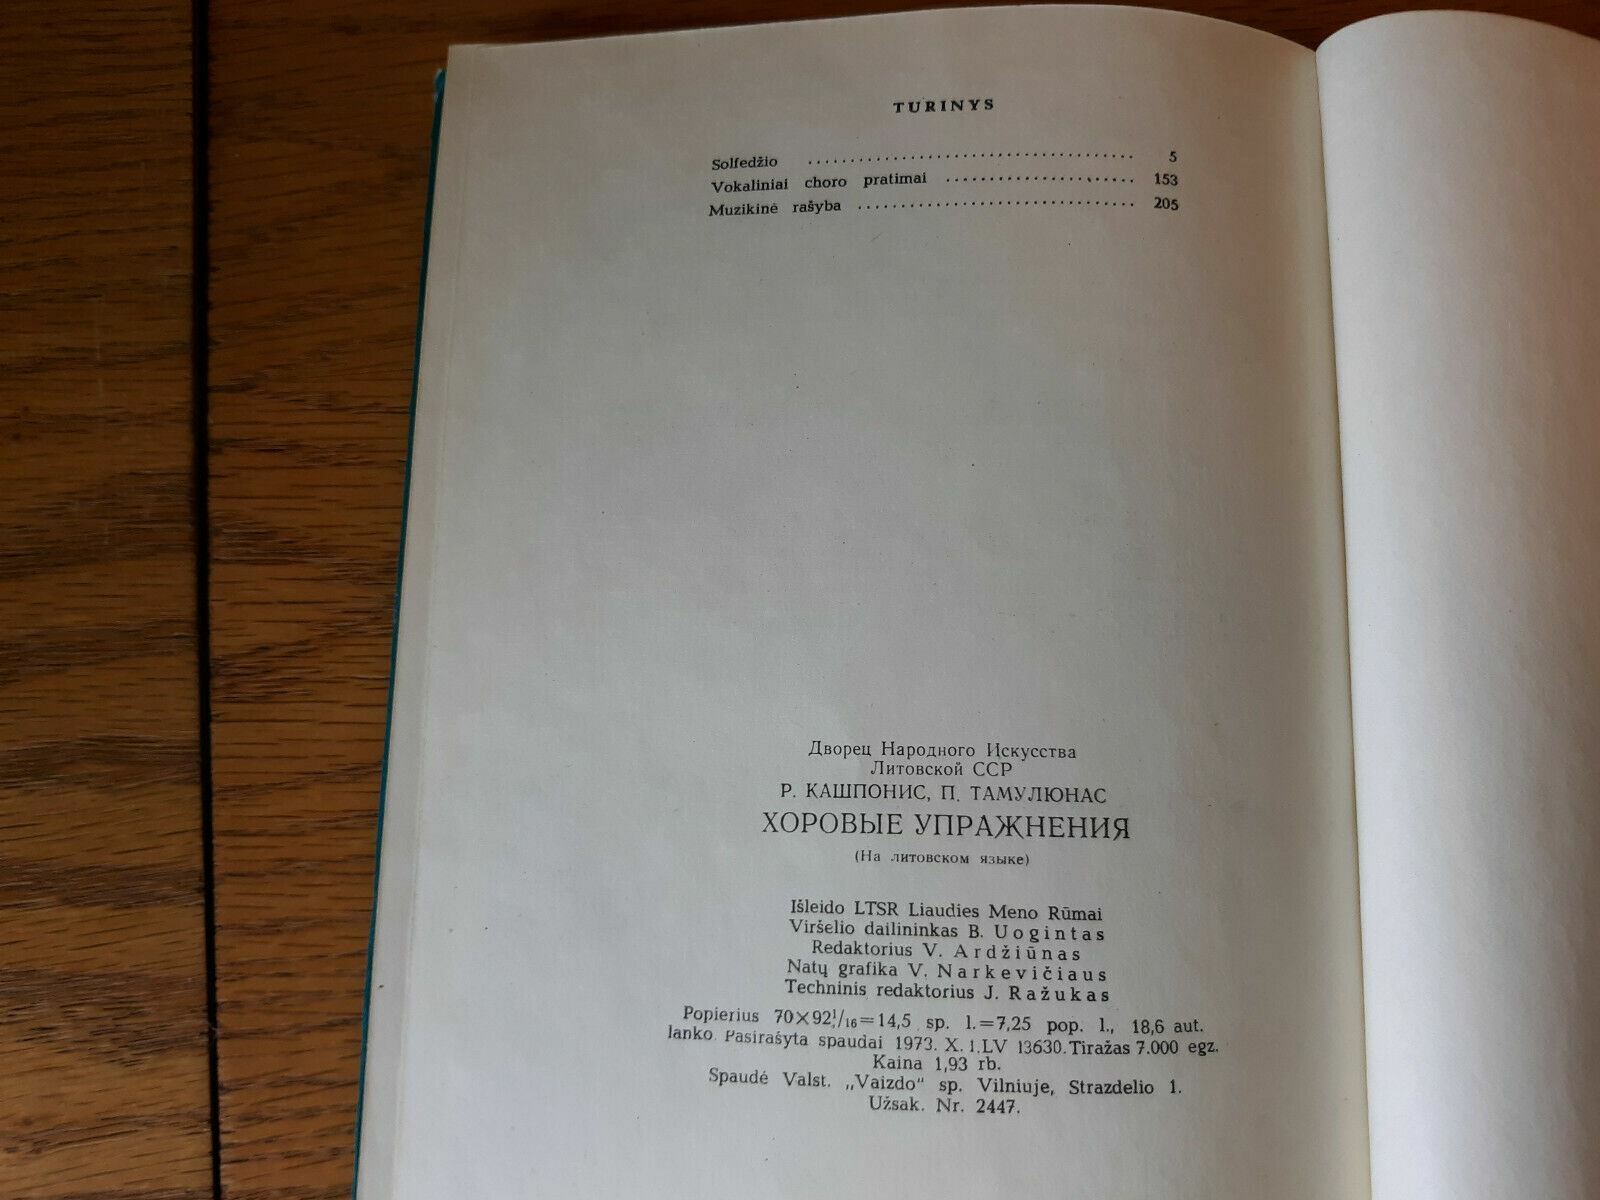 TURINYS
Solfedžio ..................................... 5
Vokaliniai choro pratimai ...................... 153
Muzikinė rašyba ................................ 205
Дворец Народного Искусства
Литовской ССР
Р. КАШПОНИС, П. ТАМУЛЮНАС
ХОРОВЫЕ УПРАЖНЕНИЯ
(На литовском языке)
Išleido LTSR Liaudies Meno Rūmai
Viršelio dailininkas B. Uogintas
Redaktorius V. Ardžiūnas
Natų grafika V. Narkevičiaus
Techninis redaktorius J. Ražukas
Popierius 70×92¹/₁₆=14,5 sp. l.=7,25 pop. l., 18,6 aut.
lanko. Pasirašyta spaudai 1973. X. 1. LV 13630. Tiražas 7.000 egz.
Kaina 1,93 rb.
Spaudė Valst. „Vaizdo“ sp. Vilniuje, Strazdelio 1.
Užsak. Nr. 2447.